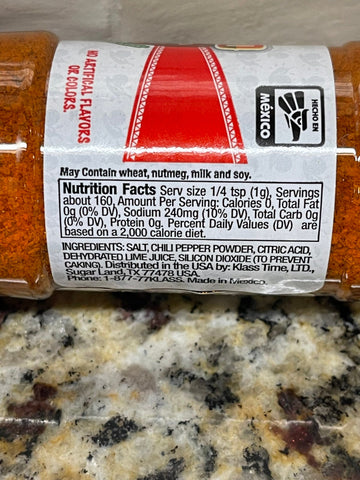 NO ARTIFICAL FLAVORS
OR COLORS.
HECHO EN
méxico
May Contain wheat, nutmeg, milk and soy.
Nutrition Facts Serv size 1/4 tsp (1g), Servings
about 160, Amount Per Serving: Calories 0, Total Fat
0g (0% DV), Sodium 240mg (10% DV), Total Carb 0g
(0% DV), Protein 0g. Percent Daily Values (DV) are
based on a 2,000 calorie diet.
INGREDIENTS: SALT, CHILI PEPPER POWDER, CITRIC ACID,
DEHYDRATED LIME JUICE, SILICON DIOXIDE (TO PREVENT
CAKING). Distributed in the USA by: Klass Time, LTD.,
Sugar Land, TX 77478 USA.
Phone: 1-877-77KLASS. Made in Mexico.